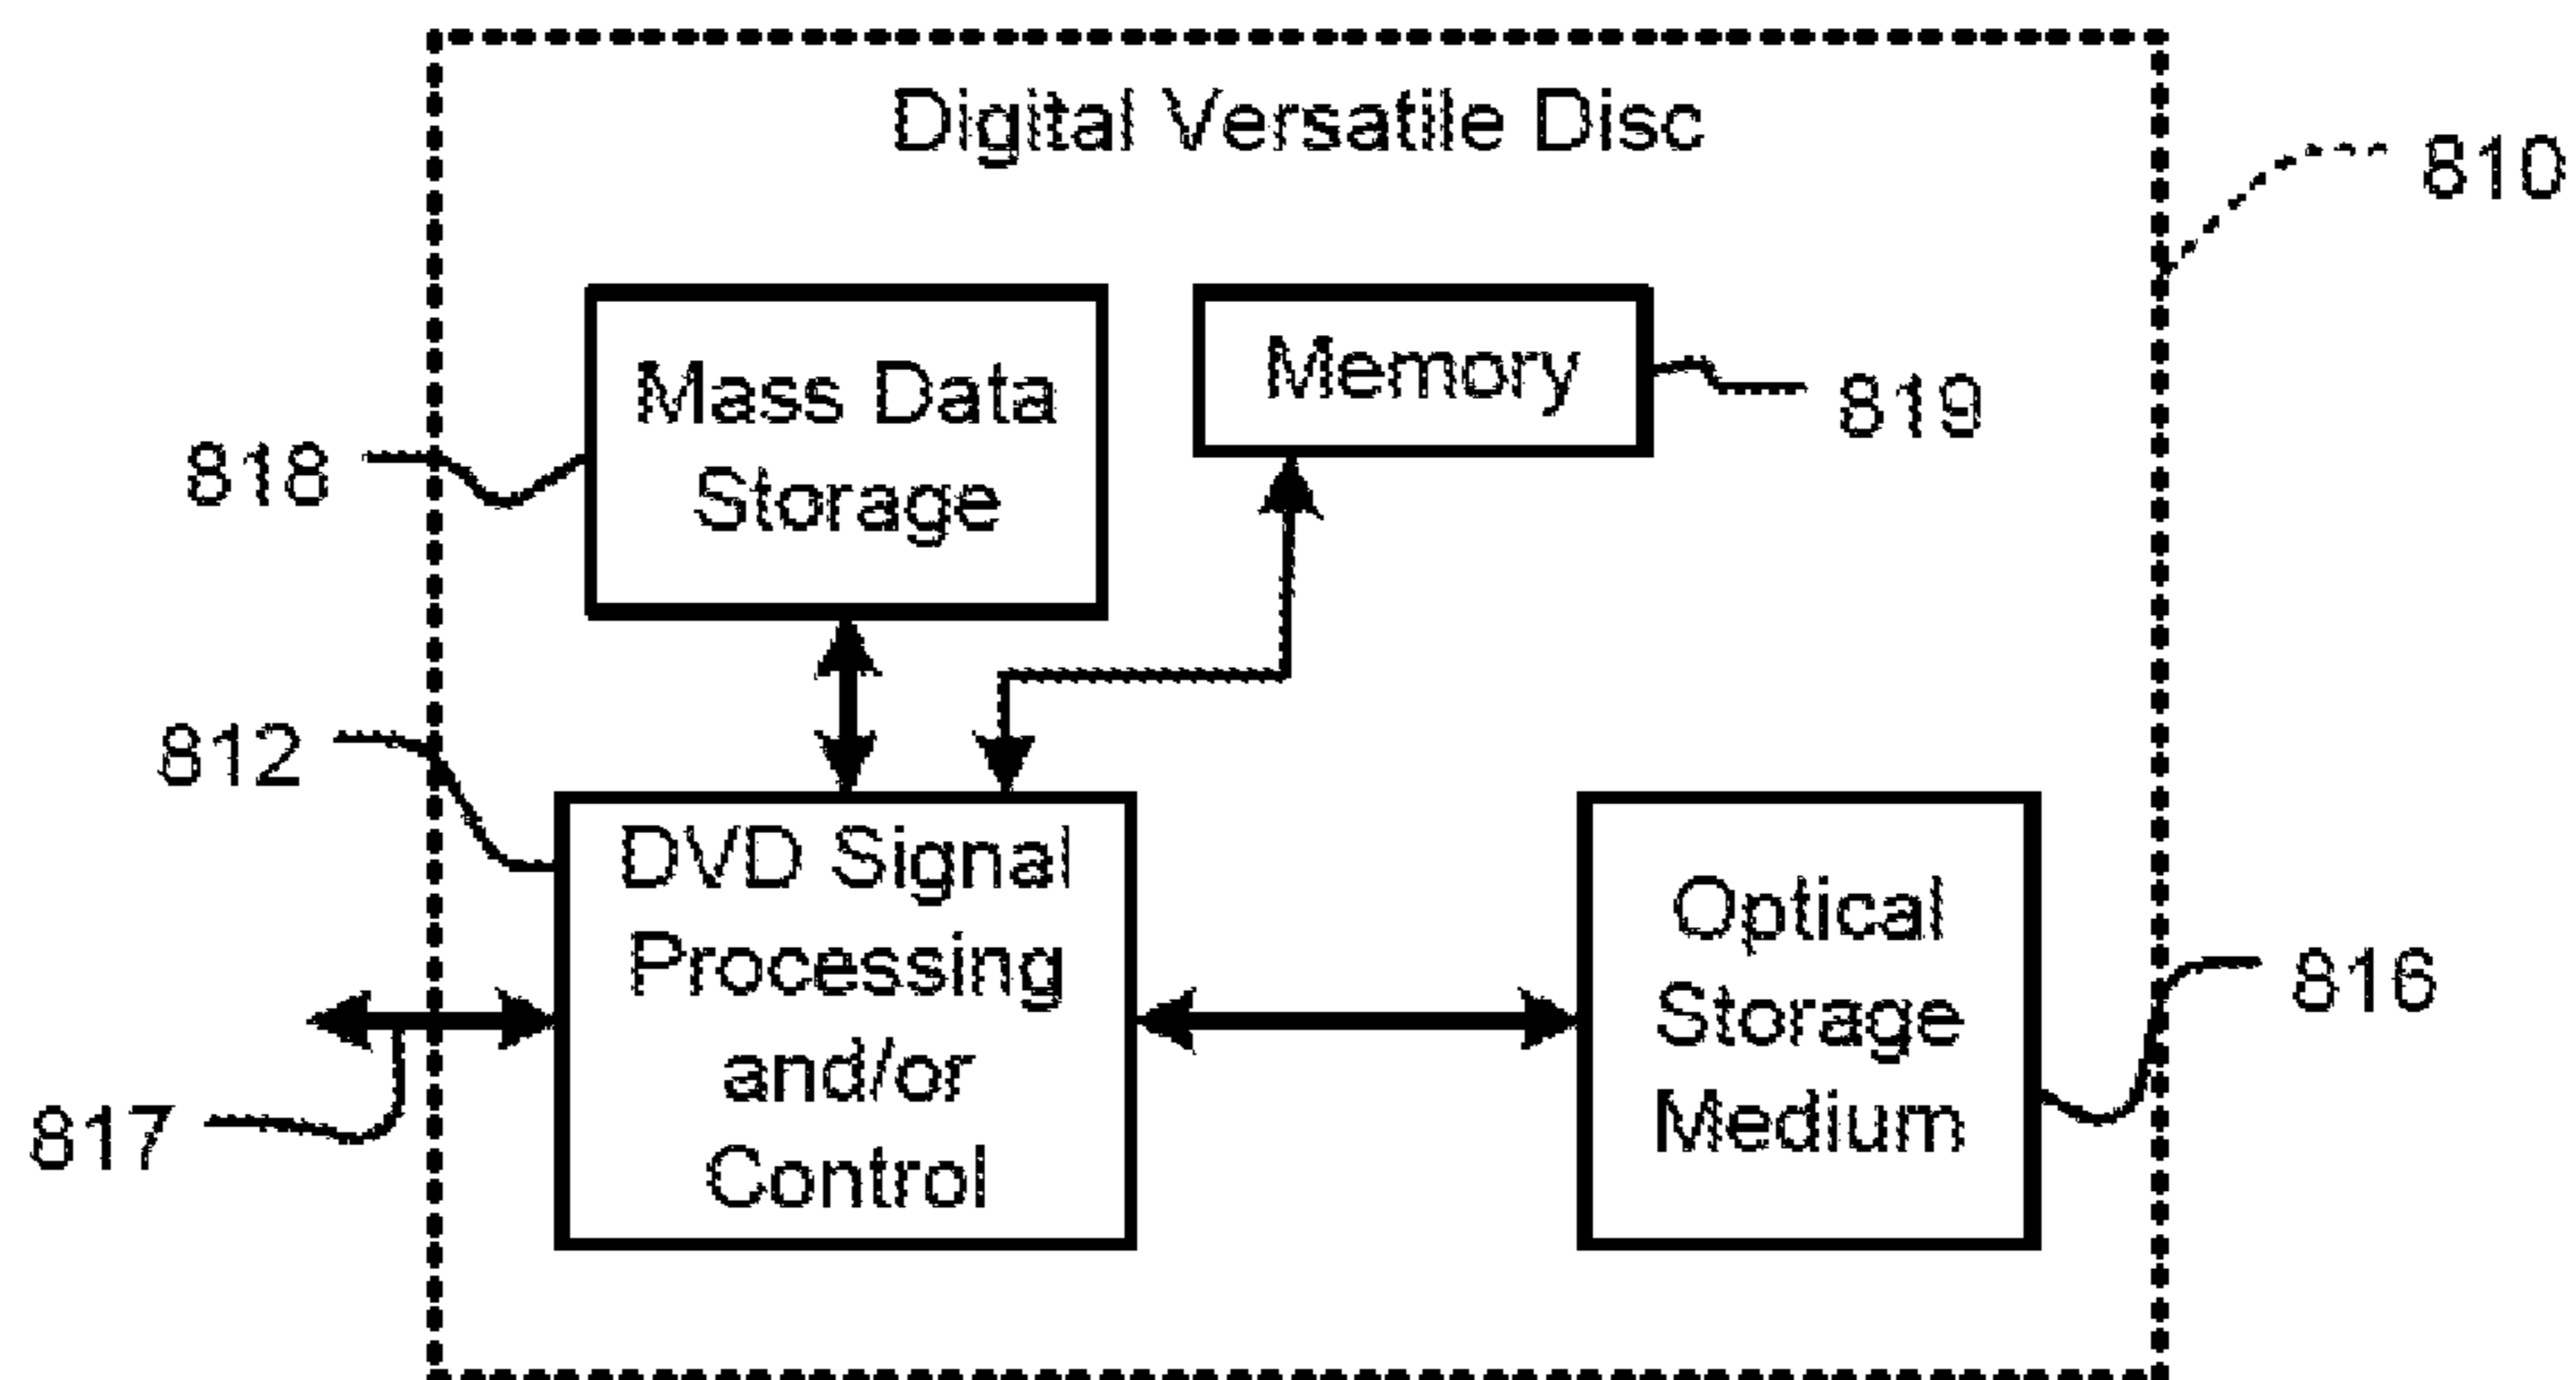 Digital Versatile Disc
810
Mass Data
Storage
Memory
818
819
812
DVD Signal
Processing
and/or
Control
Optical
Storage
Medium
816
817